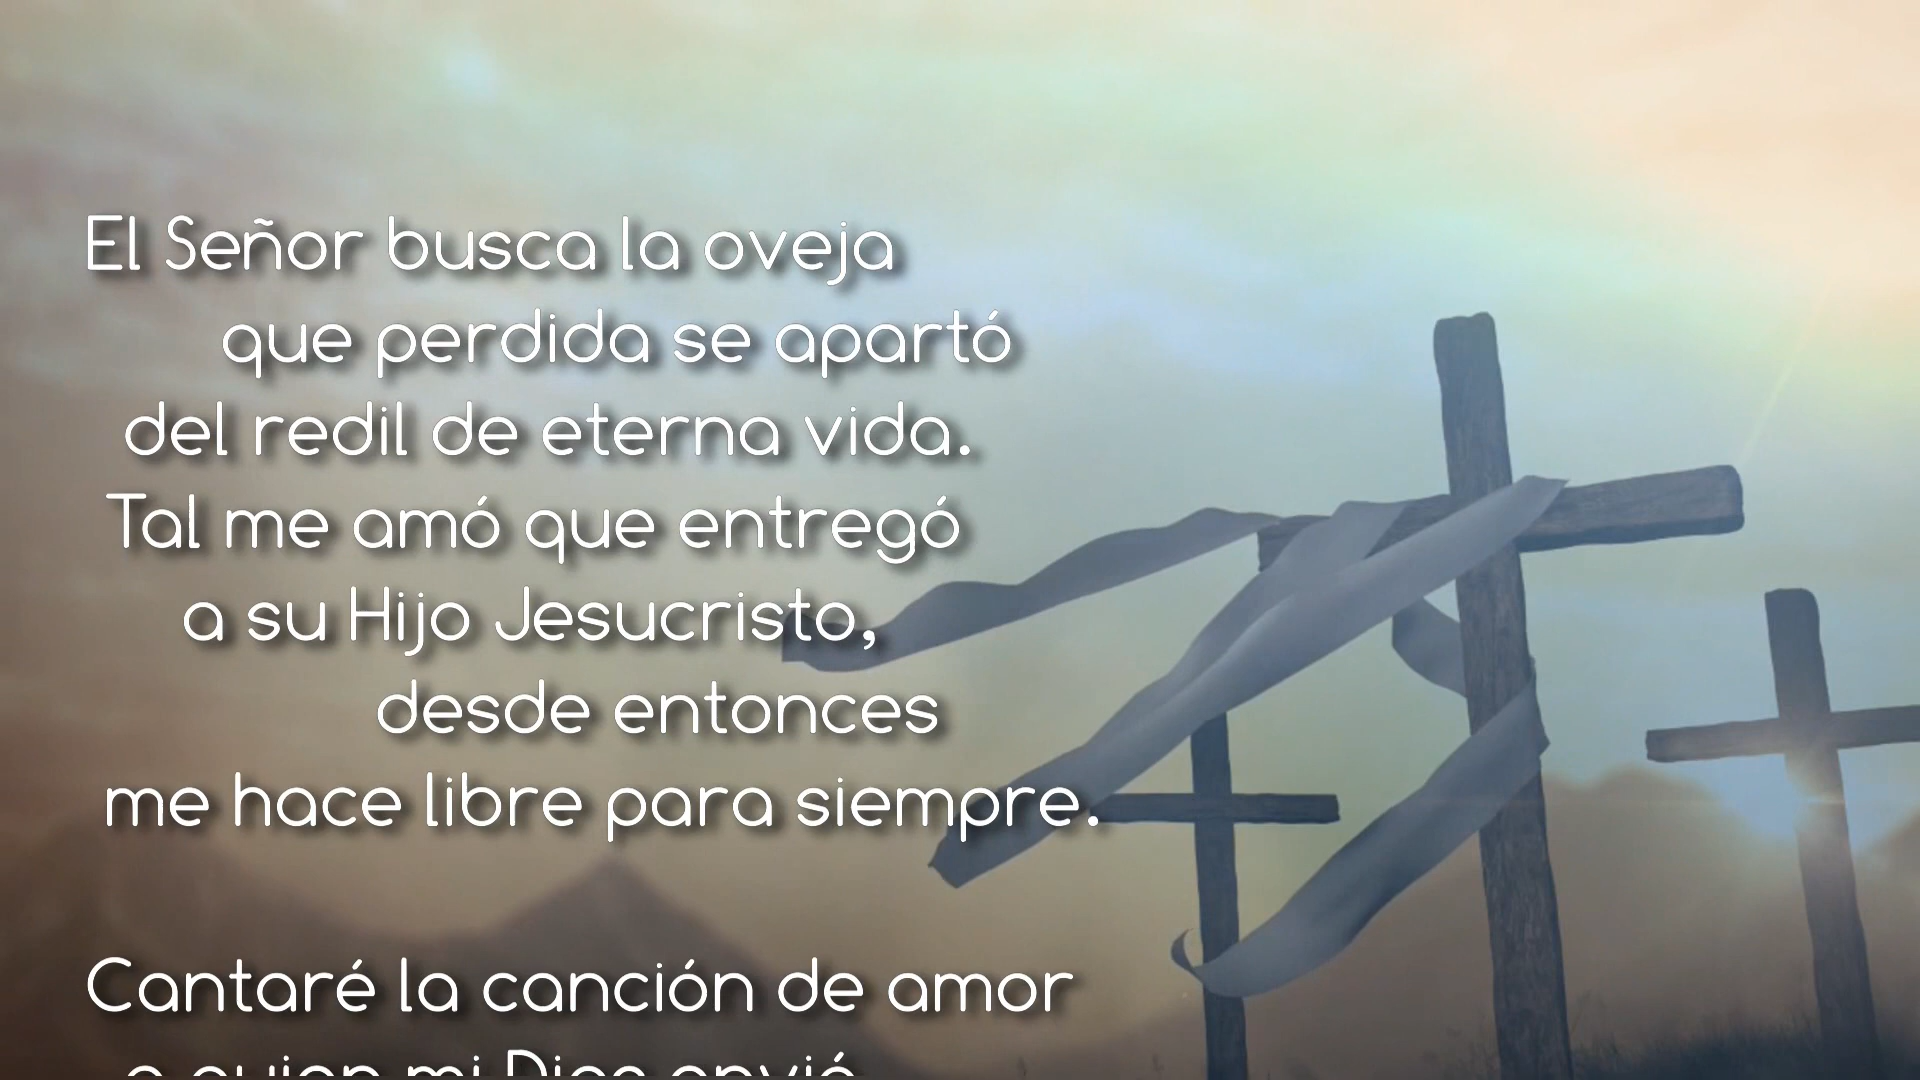 El Señor busca la oveja
que perdida se apartó
del redil de eterna vida.
Tal me amó que entregó
a su Hijo Jesucristo,
desde entonces
me hace libre para siempre.
Cantaré la canción de amor
a quien mi Dios envió